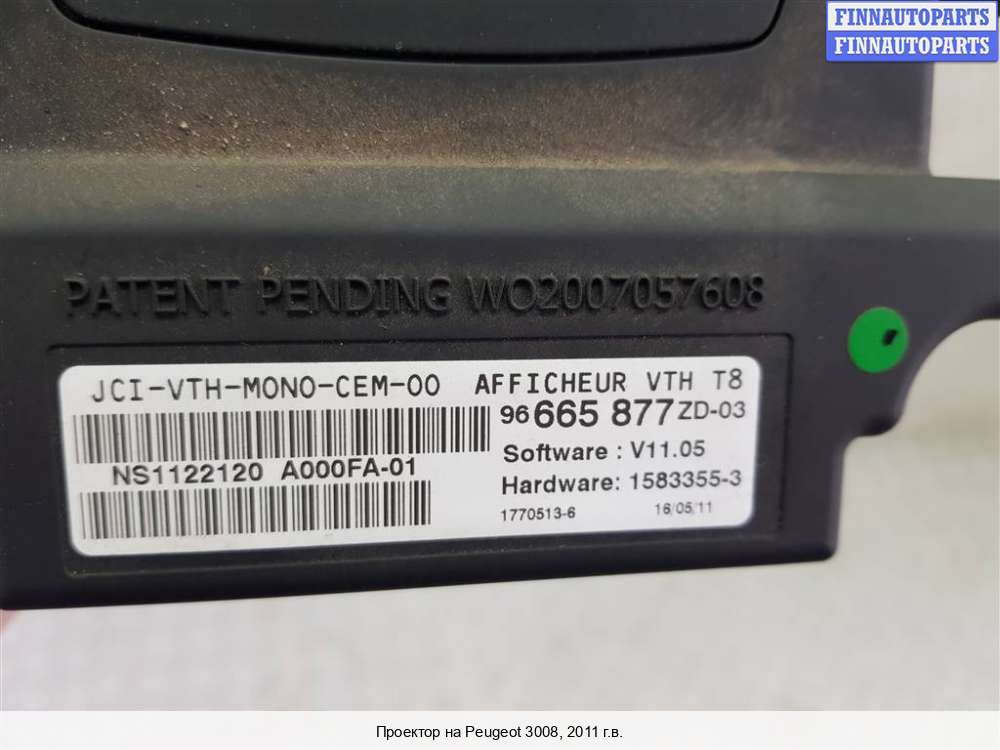 FINNAUTOPARTS
FINNAUTOPARTS
PATENT PENDING WO2007057608
JCI-VTH-MONO-CEM-00 AFFICHEUR VTH T8
96 665 877 ZD-03
NS1122120 A000FA-01
Software : V11.05
Hardware: 1583355-3
1770513-6 16/05/11
Проектор на Peugeot 3008, 2011 г.в.